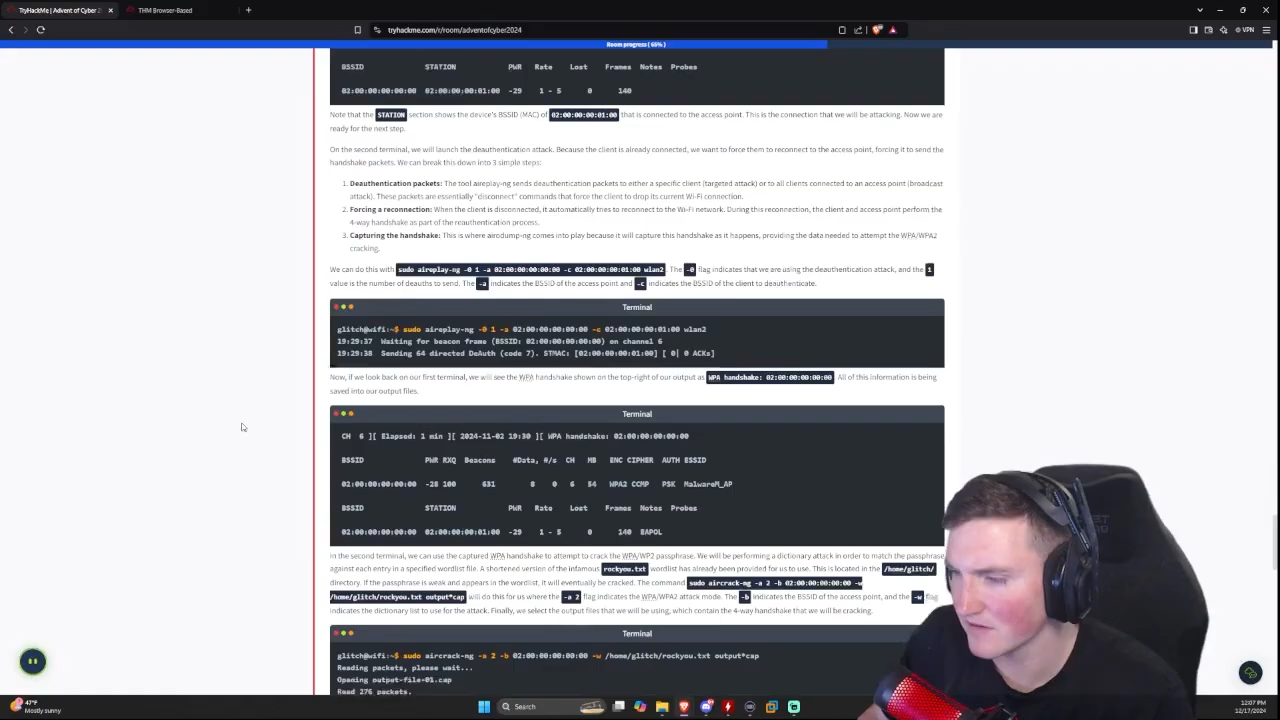 TryHackMe | Advent of Cyber 2
THM Browser-Based
tryhackme.com/r/room/adventofcyber2024
VPN
Room progress ( 65% )
BSSID STATION PWR Rate Lost Frames Notes Probes
02:00:00:00:00:00 02:00:00:00:01:00 -29 1 - 5 0 140
Note that the STATION section shows the device's BSSID (MAC) of 02:00:00:00:01:00 that is connected to the access point. This is the connection that we will be attacking. Now we are
ready for the next step.
On the second terminal, we will launch the deauthentication attack. Because the client is already connected, we want to force them to reconnect to the access point, forcing it to send the
handshake packets. We can break this down into 3 simple steps:
1. Deauthentication packets: The tool aireplay-ng sends deauthentication packets to either a specific client (targeted attack) or to all clients connected to an access point (broadcast
attack). These packets are essentially "disconnect" commands that force the client to drop its current Wi-Fi connection.
2. Forcing a reconnection: When the client is disconnected, it automatically tries to reconnect to the Wi-Fi network. During this reconnection, the client and access point perform the
4-way handshake as part of the reauthentication process.
3. Capturing the handshake: This is where airodump-ng comes into play because it will capture this handshake as it happens, providing the data needed to attempt the WPA/WPA2
cracking.
We can do this with sudo aireplay-ng -0 1 -a 02:00:00:00:00:00 -c 02:00:00:00:01:00 wlan2 . The -0 flag indicates that we are using the deauthentication attack, and the 1
value is the number of deauths to send. The -a indicates the BSSID of the access point and -c indicates the BSSID of the client to deauthenticate.
Terminal
glitch@wifi:~$ sudo aireplay-ng -0 1 -a 02:00:00:00:00:00 -c 02:00:00:00:01:00 wlan2
19:29:37 Waiting for beacon frame (BSSID: 02:00:00:00:00:00) on channel 6
19:29:38 Sending 64 directed DeAuth (code 7). STMAC: [02:00:00:00:01:00] [ 0| 0 ACKs]
Now, if we look back on our first terminal, we will see the WPA handshake shown on the top-right of our output as WPA handshake: 02:00:00:00:00:00 . All of this information is being
saved into our output files.
Terminal
CH 6 ][ Elapsed: 1 min ][ 2024-11-02 19:30 ][ WPA handshake: 02:00:00:00:00:00
BSSID PWR RXQ Beacons #Data, #/s CH MB ENC CIPHER AUTH ESSID
02:00:00:00:00:00 -28 100 631 8 0 6 54 WPA2 CCMP PSK MalwareM_AP
BSSID STATION PWR Rate Lost Frames Notes Probes
02:00:00:00:00:00 02:00:00:00:01:00 -29 1 - 5 0 140 EAPOL
In the second terminal, we can use the captured WPA handshake to attempt to crack the WPA/WP2 passphrase. We will be performing a dictionary attack in order to match the passphrase
against each entry in a specified wordlist file. A shortened version of the infamous rockyou.txt wordlist has already been provided for us to use. This is located in the /home/glitch/
directory. If the passphrase is weak and appears in the wordlist, it will eventually be cracked. The command sudo aircrack-ng -a 2 -b 02:00:00:00:00:00 -w
/home/glitch/rockyou.txt output*cap will do this for us where the -a 2 flag indicates the WPA/WPA2 attack mode. The -b indicates the BSSID of the access point, and the -w flag
indicates the dictionary list to use for the attack. Finally, we select the output files that we will be using, which contain the 4-way handshake that we will be cracking.
Terminal
glitch@wifi:~$ sudo aircrack-ng -a 2 -b 02:00:00:00:00:00 -w /home/glitch/rockyou.txt output*cap
Reading packets, please wait...
Opening output-file-01.cap
Read 276 packets.
47°F
Mostly sunny
Search
12:07 PM
12/17/2024